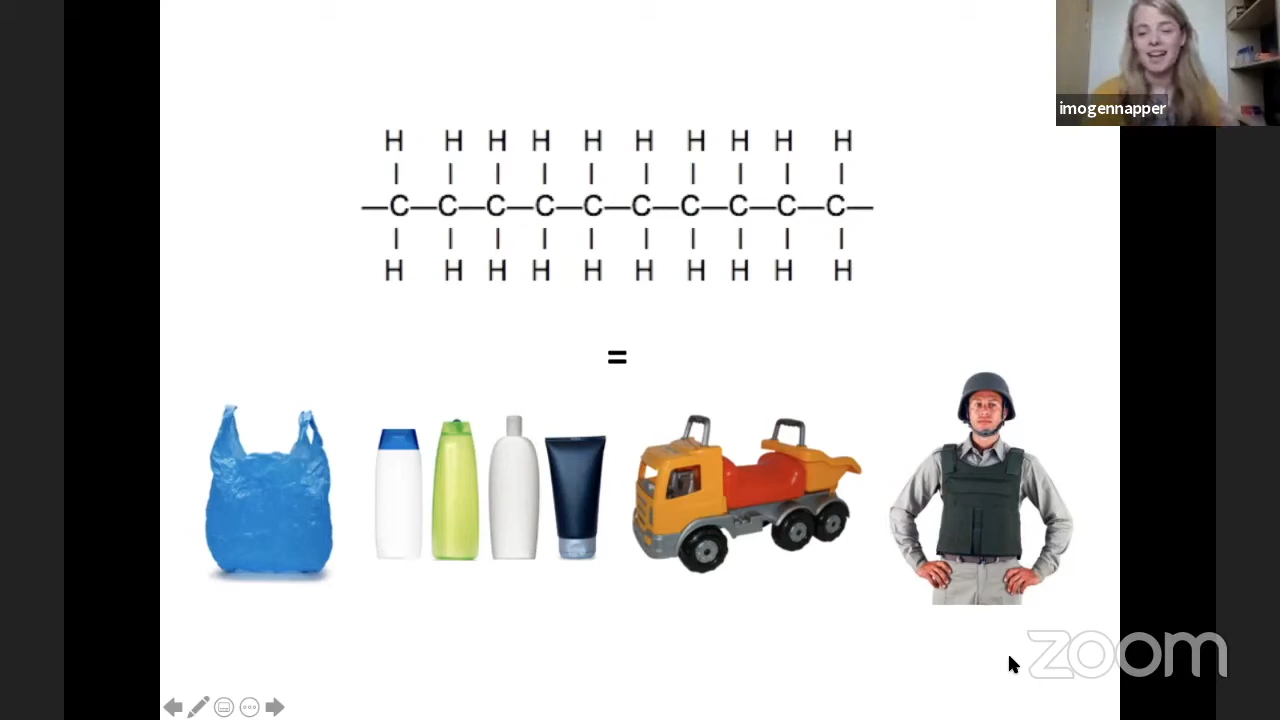 imogennapper
H H H H H H H H H H
—C—C—C—C—C—C—C—C—C—C—
H H H H H H H H H H
=
zoom